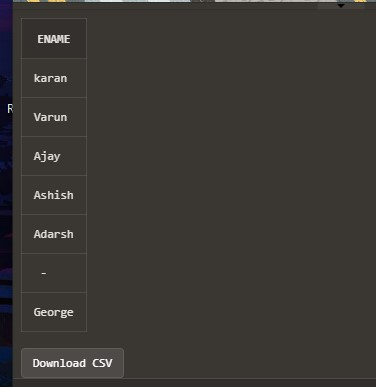 ENAME
karan
R
Varun
Ajay
Ashish
Adarsh
-
George
Download CSV